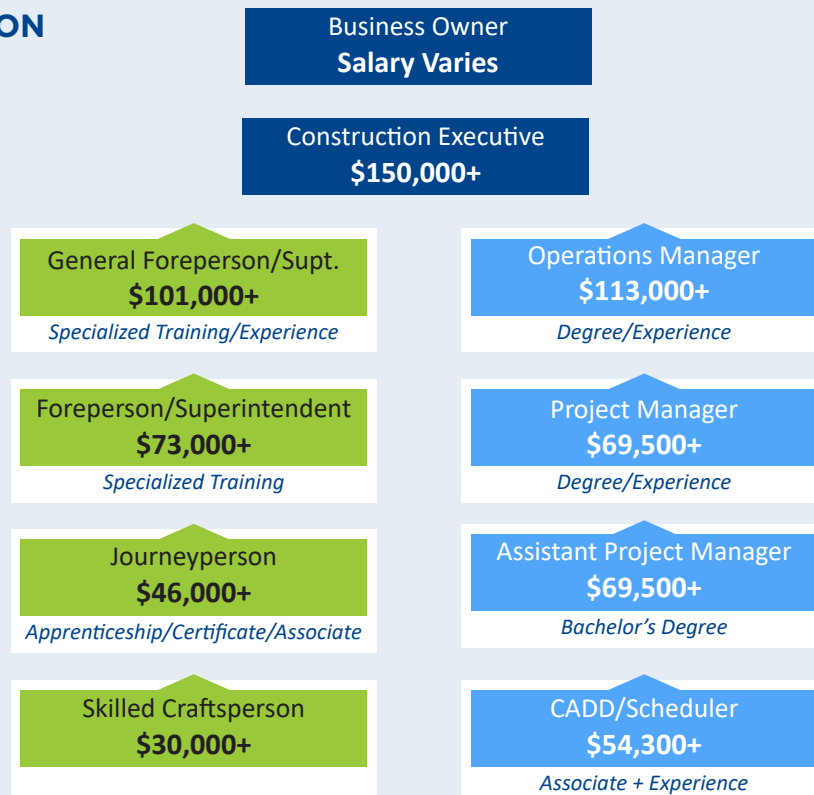 ON
Business Owner
Salary Varies
Construction Executive
$150,000+
General Foreperson/Supt.
$101,000+
Specialized Training/Experience
Foreperson/Superintendent
$73,000+
Specialized Training
Journeyperson
$46,000+
Apprenticeship/Certificate/Associate
Skilled Craftsperson
$30,000+
Operations Manager
$113,000+
Degree/Experience
Project Manager
$69,500+
Degree/Experience
Assistant Project Manager
$69,500+
Bachelor’s Degree
CADD/Scheduler
$54,300+
Associate + Experience